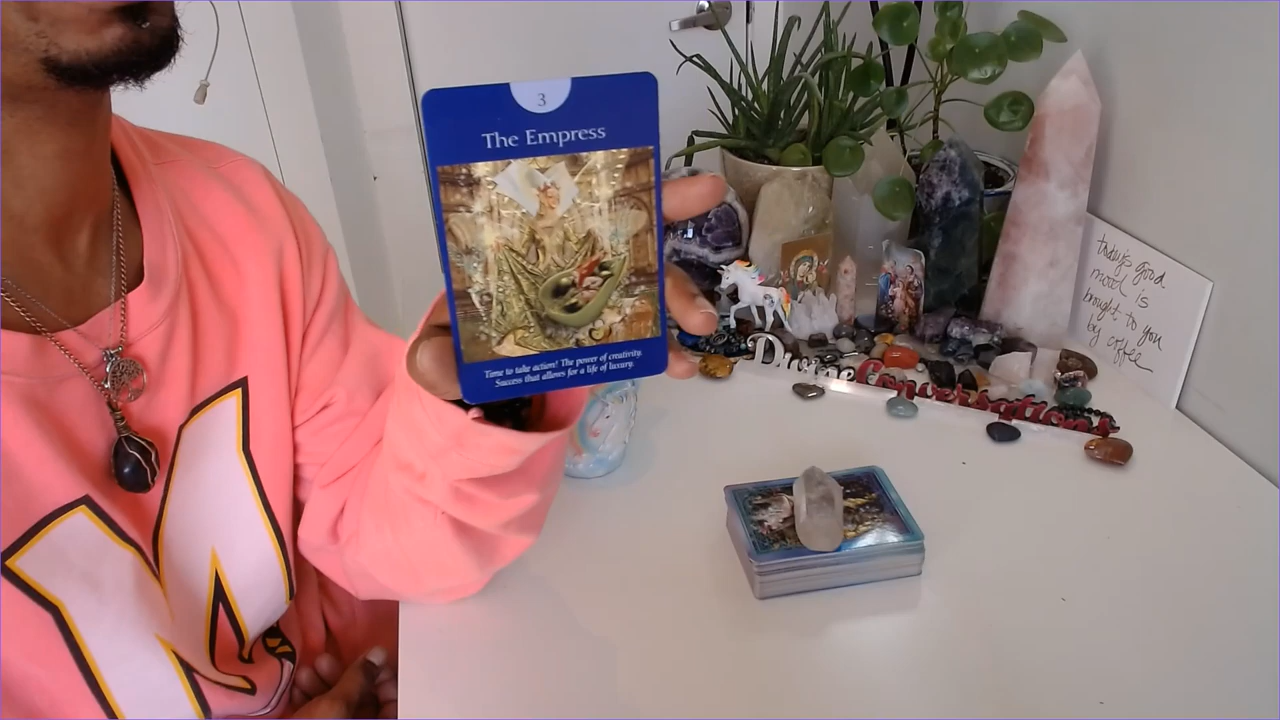 3
The Empress
Time to take action! The power of creativity.
Success that allows for a life of luxury.
today's good
mood is
brought to you
by coffee
Divine Conversations
M